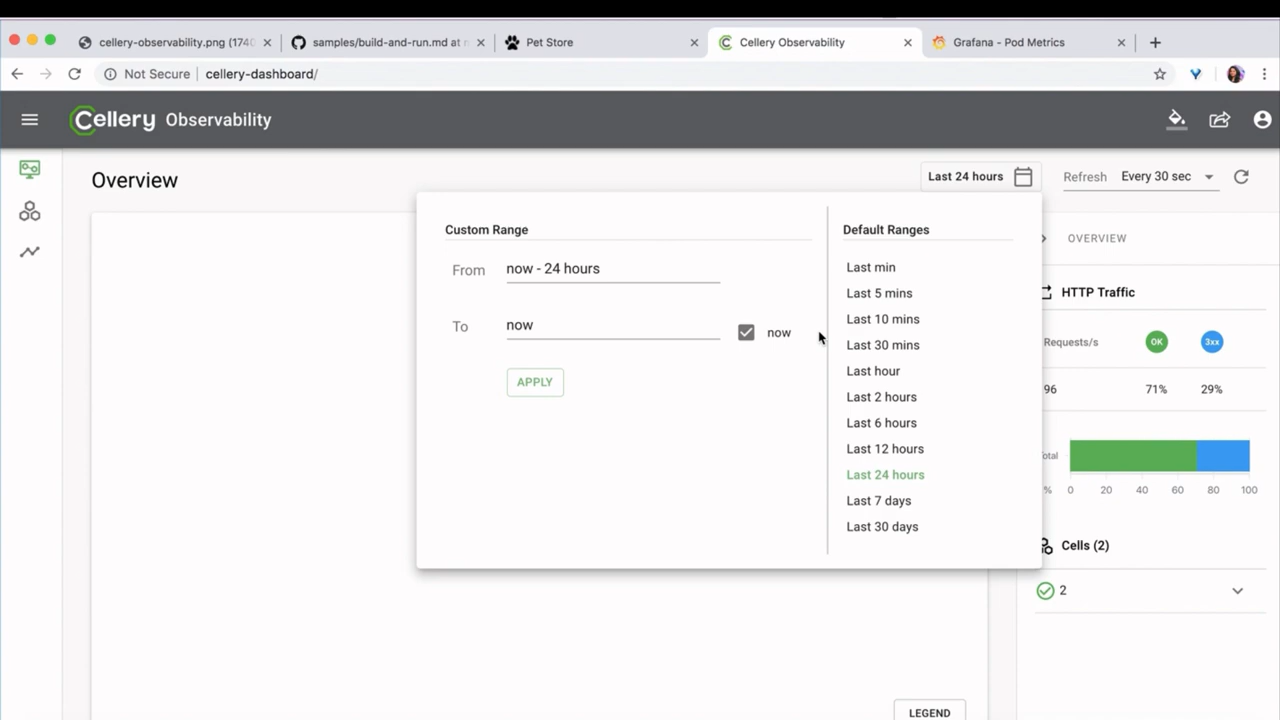 cellery-observability.png (1740
samples/build-and-run.md at r
Pet Store
Cellery Observability
Grafana - Pod Metrics
Not Secure
cellery-dashboard/
Cellery Observability
Overview
Last 24 hours
Refresh
Every 30 sec
Custom Range
From
now - 24 hours
To
now
now
APPLY
Default Ranges
Last min
Last 5 mins
Last 10 mins
Last 30 mins
Last hour
Last 2 hours
Last 6 hours
Last 12 hours
Last 24 hours
Last 7 days
Last 30 days
OVERVIEW
HTTP Traffic
Requests/s
OK
3xx
96
71%
29%
otal
% 0 20 40 60 80 100
Cells (2)
2
LEGEND